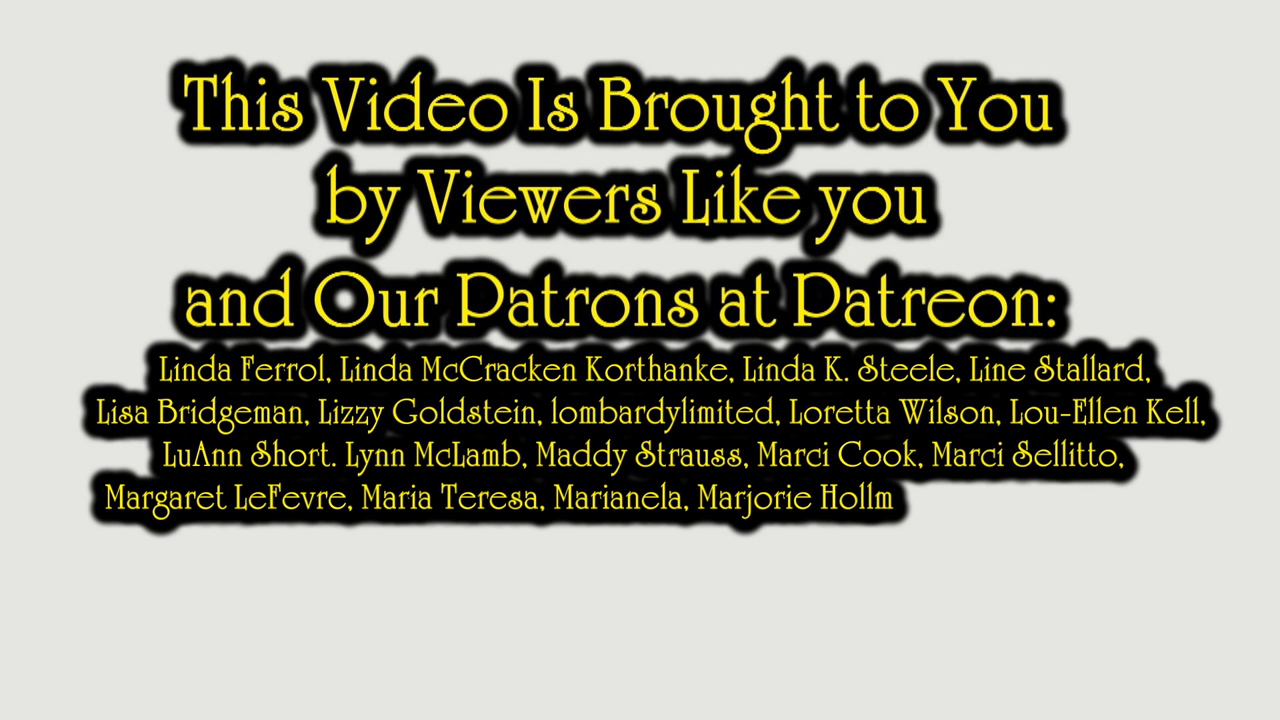 This Video Is Brought to You
by Viewers Like you
and Our Patrons at Patreon:
Linda Ferrol, Linda McCracken Korthanke, Linda K. Steele, Line Stallard,
Lisa Bridgeman, Lizzy Goldstein, lombardylimited, Loretta Wilson, Lou-Ellen Kell,
LuAnn Short. Lynn McLamb, Maddy Strauss, Marci Cook, Marci Sellitto,
Margaret LeFevre, Maria Teresa, Marianela, Marjorie Hollm